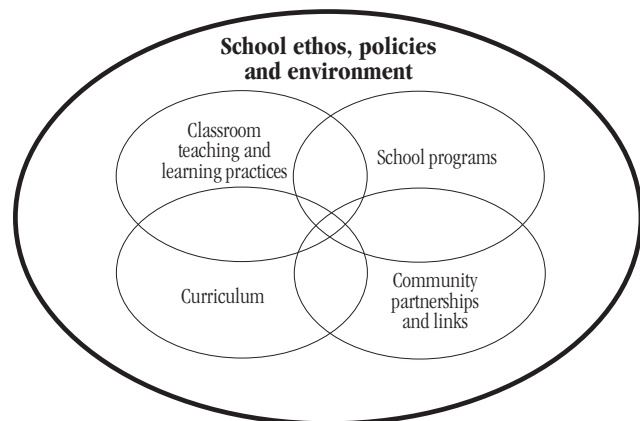 School ethos, policies
and environment
Classroom
teaching and
learning practices
School programs
Curriculum
Community
partnerships
and links